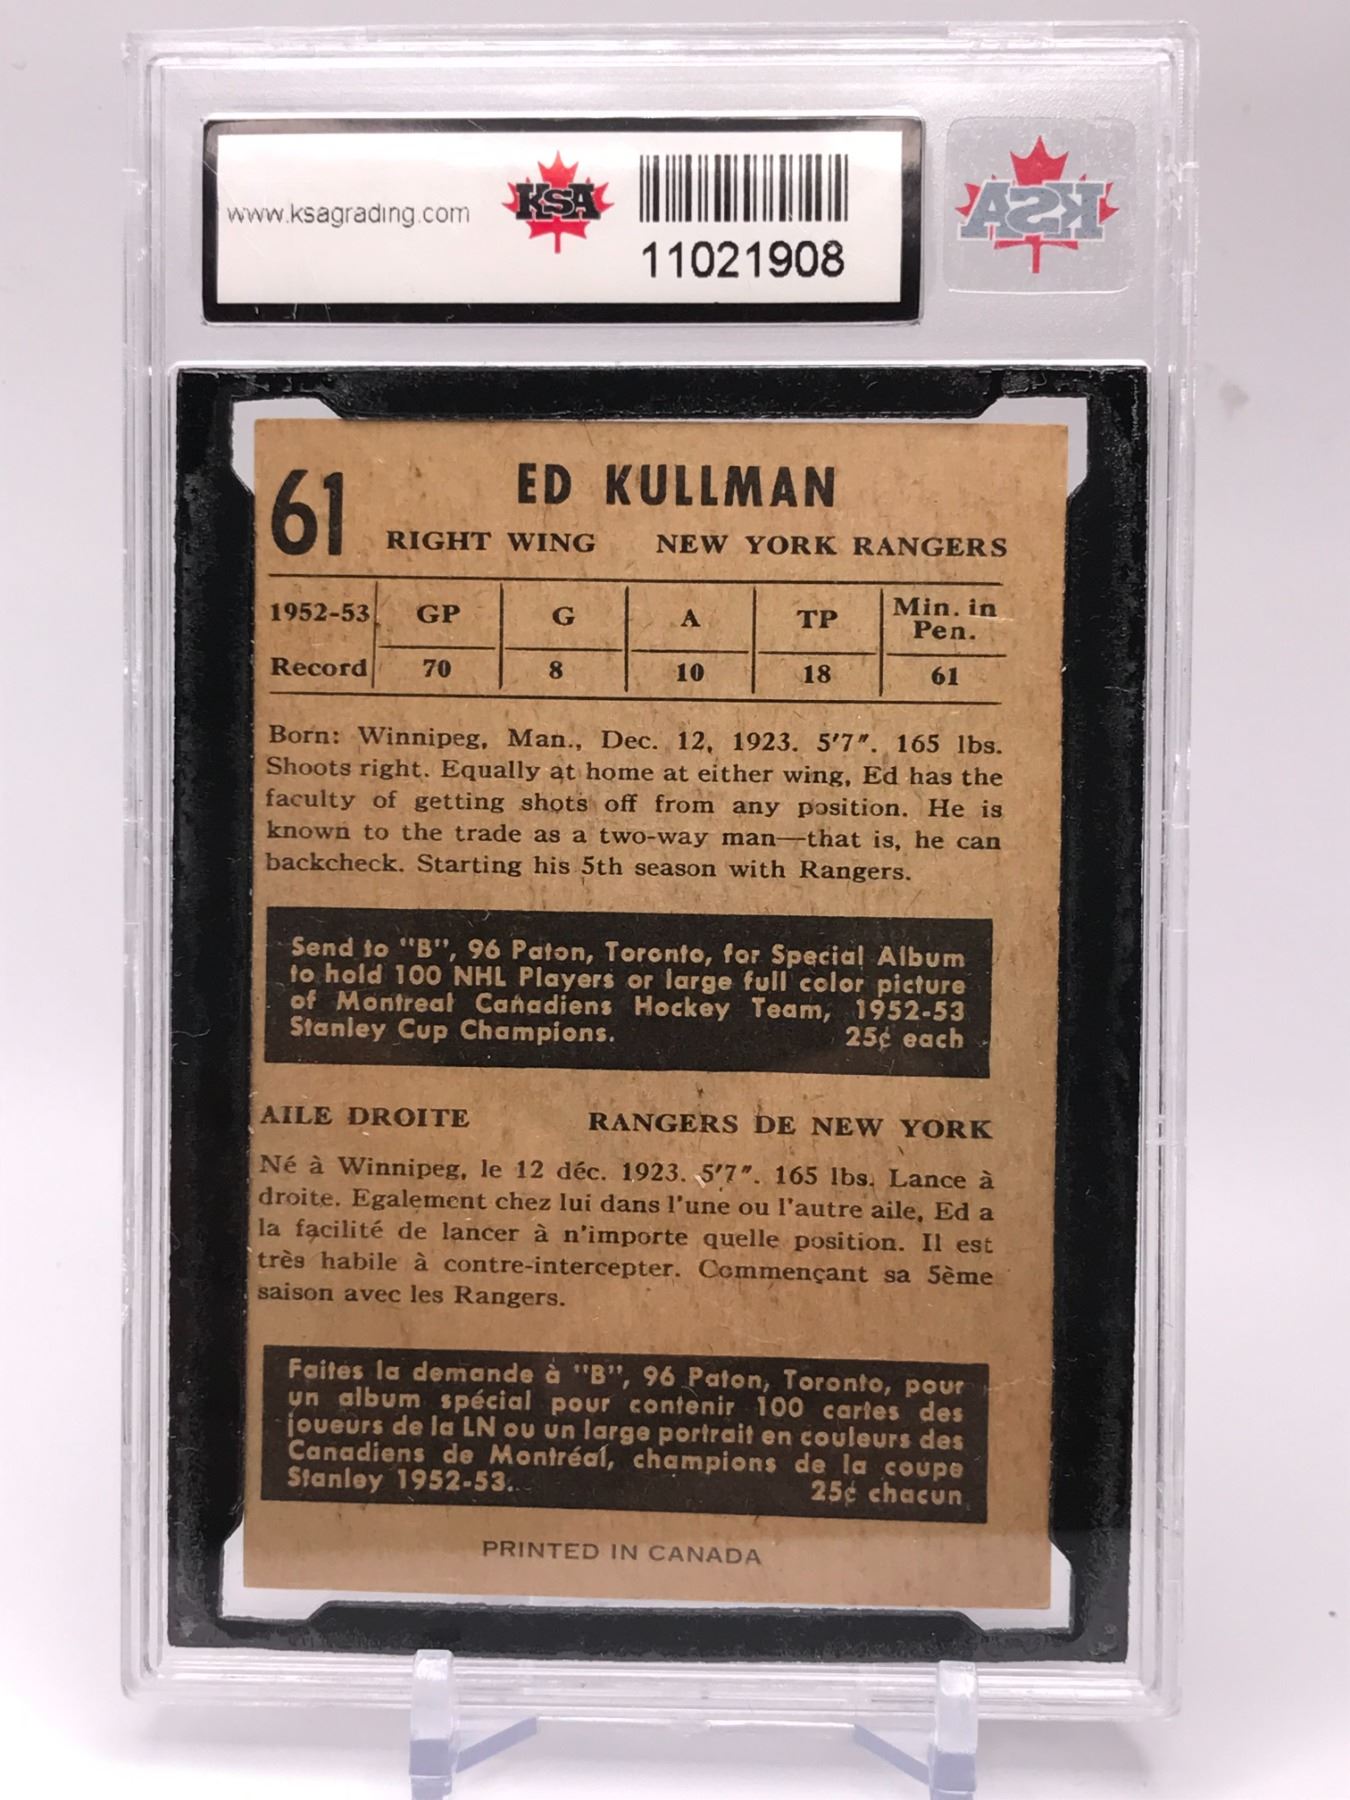 www.ksagrading.com
KSA
11021908
KSA
61
ED KULLMAN
RIGHT WING NEW YORK RANGERS
1952-53 GP G A TP Min. in Pen.
Record 70 8 10 18 61
Born: Winnipeg, Man., Dec. 12, 1923. 5'7". 165 lbs.
Shoots right. Equally at home at either wing, Ed has the
faculty of getting shots off from any position. He is
known to the trade as a two-way man—that is, he can
backcheck. Starting his 5th season with Rangers.
Send to "B", 96 Paton, Toronto, for Special Album
to hold 100 NHL Players or large full color picture
of Montreal Canadiens Hockey Team, 1952-53
Stanley Cup Champions. 25¢ each
AILE DROITE RANGERS DE NEW YORK
Né à Winnipeg, le 12 déc. 1923. 5'7". 165 lbs. Lance à
droite. Egalement chez lui dans l'une ou l'autre aile, Ed a
la facilité de lancer à n'importe quelle position. Il est
très habile à contre-intercepter. Commençant sa 5ème
saison avec les Rangers.
Faites la demande à "B", 96 Paton, Toronto, pour
un album spécial pour contenir 100 cartes des
joueurs de la LN ou un large portrait en couleurs des
Canadiens de Montréal, champions de la coupe
Stanley 1952-53. 25¢ chacun
PRINTED IN CANADA